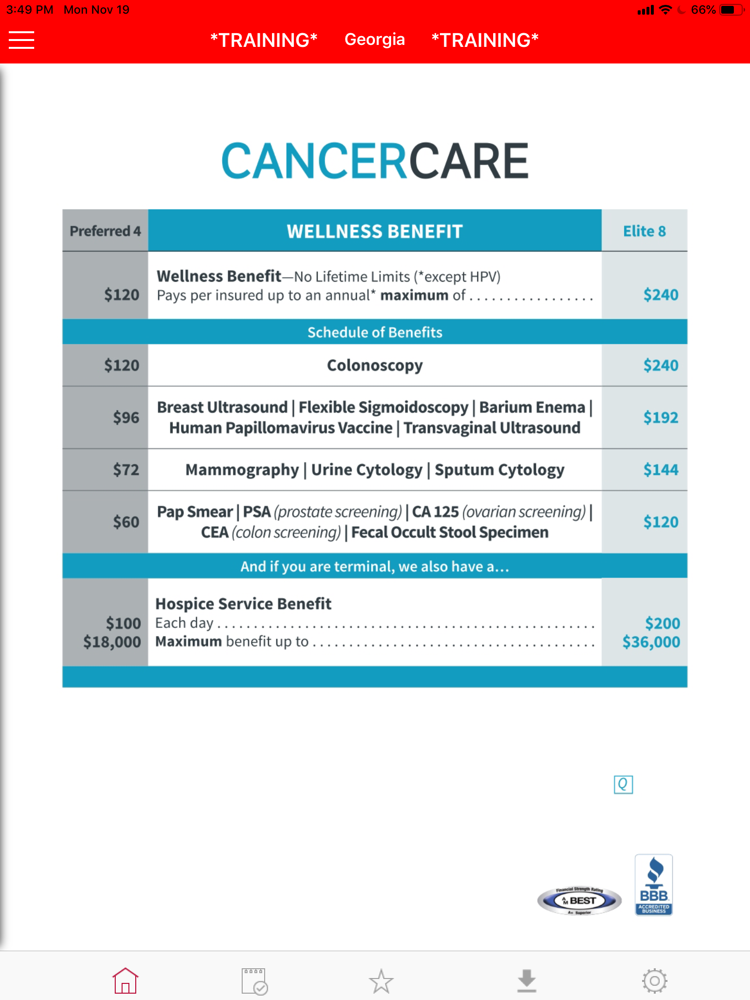 3:49 PM Mon Nov 19 66%
*TRAINING* Georgia *TRAINING*
CANCERCARE
Preferred 4 WELLNESS BENEFIT Elite 8
Wellness Benefit—No Lifetime Limits (*except HPV)
$120 Pays per insured up to an annual* maximum of ................. $240
Schedule of Benefits
$120 Colonoscopy $240
Breast Ultrasound | Flexible Sigmoidoscopy | Barium Enema |
$96 $192
Human Papillomavirus Vaccine | Transvaginal Ultrasound
$72 Mammography | Urine Cytology | Sputum Cytology $144
Pap Smear | PSA (prostate screening) | CA 125 (ovarian screening) |
$60 $120
CEA (colon screening) | Fecal Occult Stool Specimen
And if you are terminal, we also have a...
Hospice Service Benefit
$100 Each day .................................................... $200
$18,000 Maximum benefit up to ....................................... $36,000
Q
Financial Strength Rating
AM BEST
A+ Superior
BBB
ACCREDITED
BUSINESS